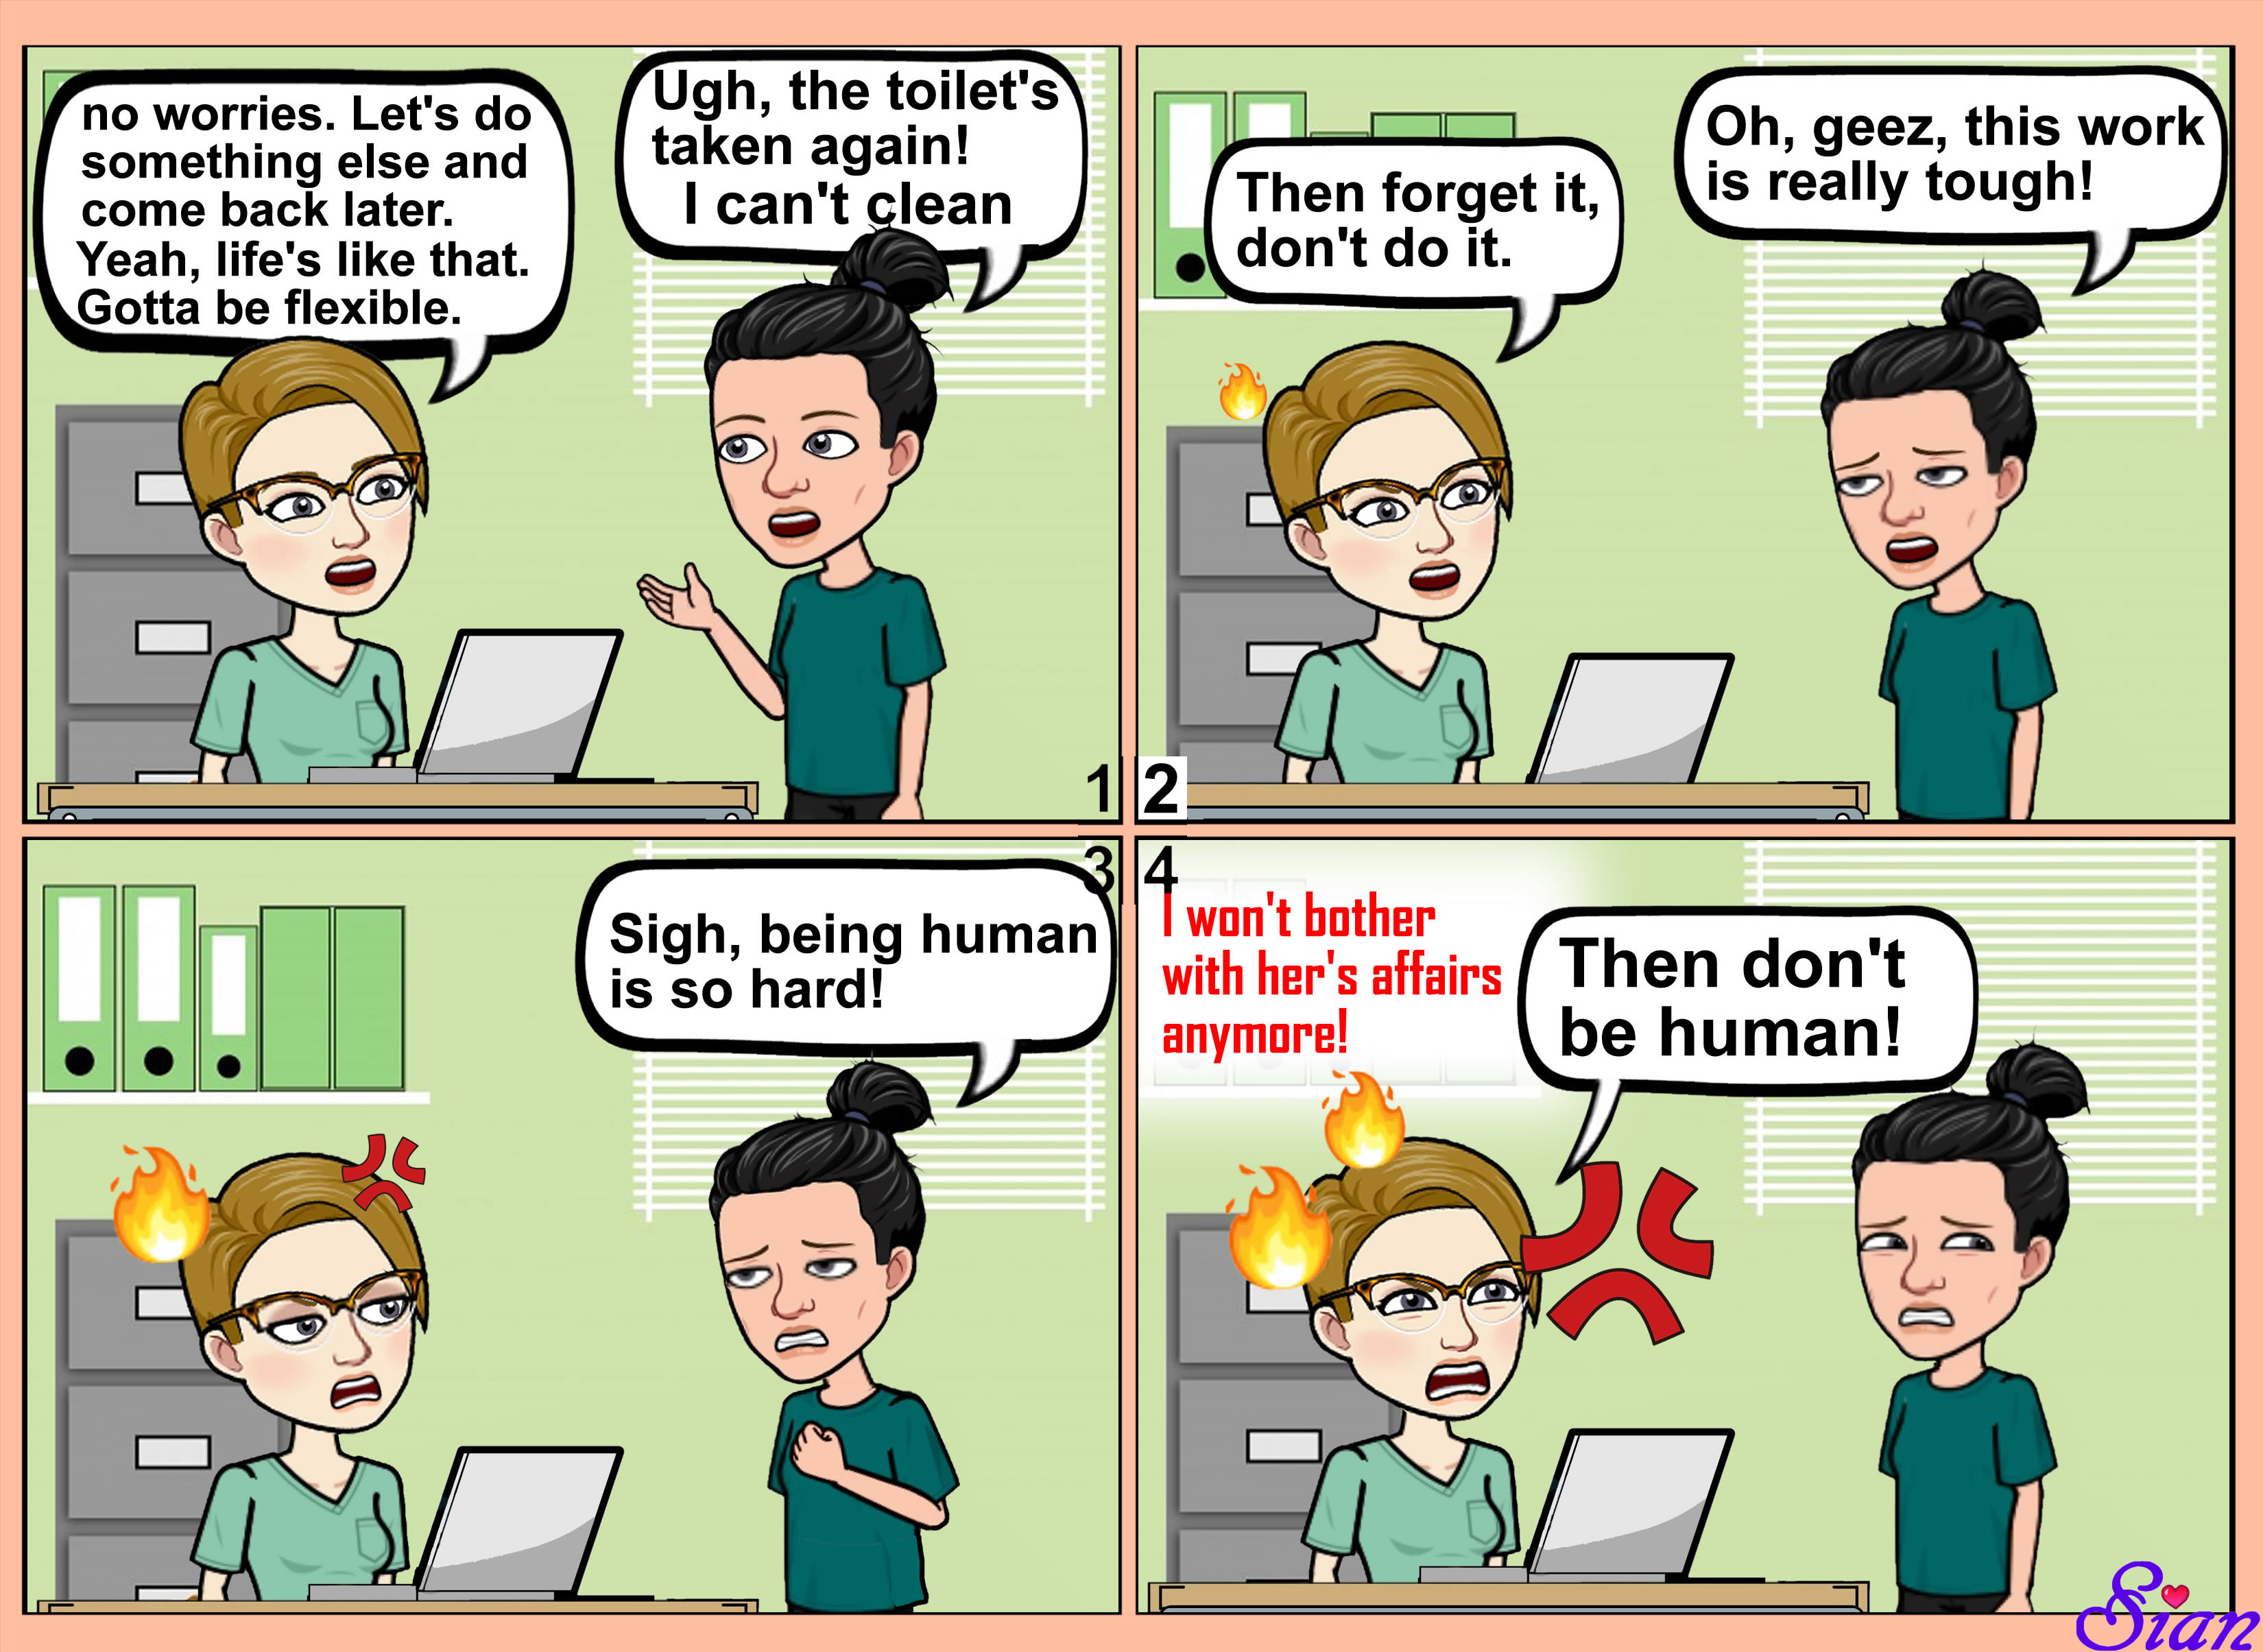 no worries. Let's do
something else and
come back later.
Yeah, life's like that.
Gotta be flexible.
Ugh, the toilet's
taken again!
I can't clean
1
2
Then forget it,
don't do it.
Oh, geez, this work
is really tough!
3
Sigh, being human
is so hard!
4
I won't bother
with her's affairs
anymore!
Then don't
be human!
Sian